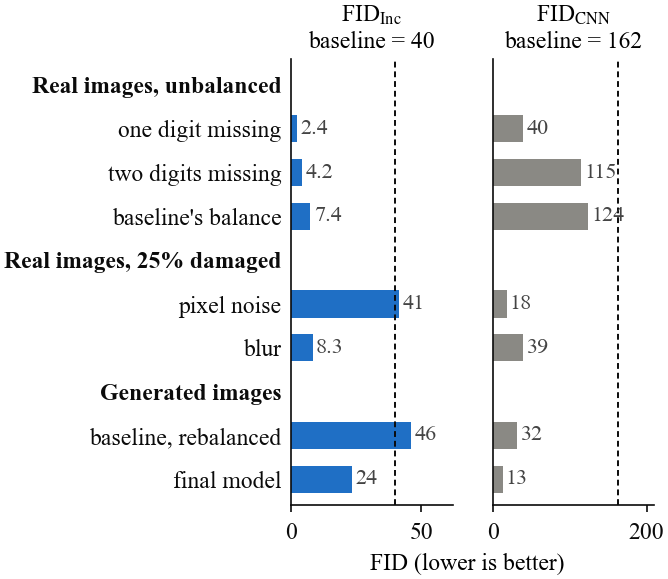 FIDInc
baseline = 40
FIDCNN
baseline = 162
Real images, unbalanced
one digit missing 2.4 40
two digits missing 4.2 115
baseline's balance 7.4 124
Real images, 25% damaged
pixel noise 41 18
blur 8.3 39
Generated images
baseline, rebalanced 46 32
final model 24 13
0 50 0 200
FID (lower is better)